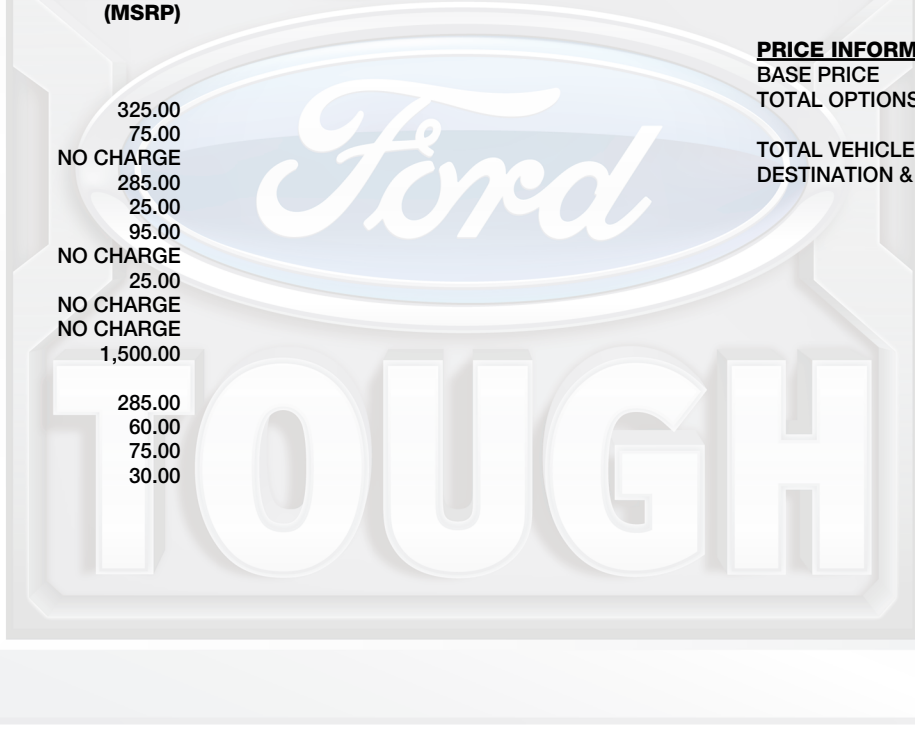 (MSRP)
325.00
75.00
NO CHARGE
285.00
25.00
95.00
NO CHARGE
25.00
NO CHARGE
NO CHARGE
1,500.00
285.00
60.00
75.00
30.00
PRICE INFORM
BASE PRICE
TOTAL OPTIONS
TOTAL VEHICLE
DESTINATION &
Ford
TOUGH